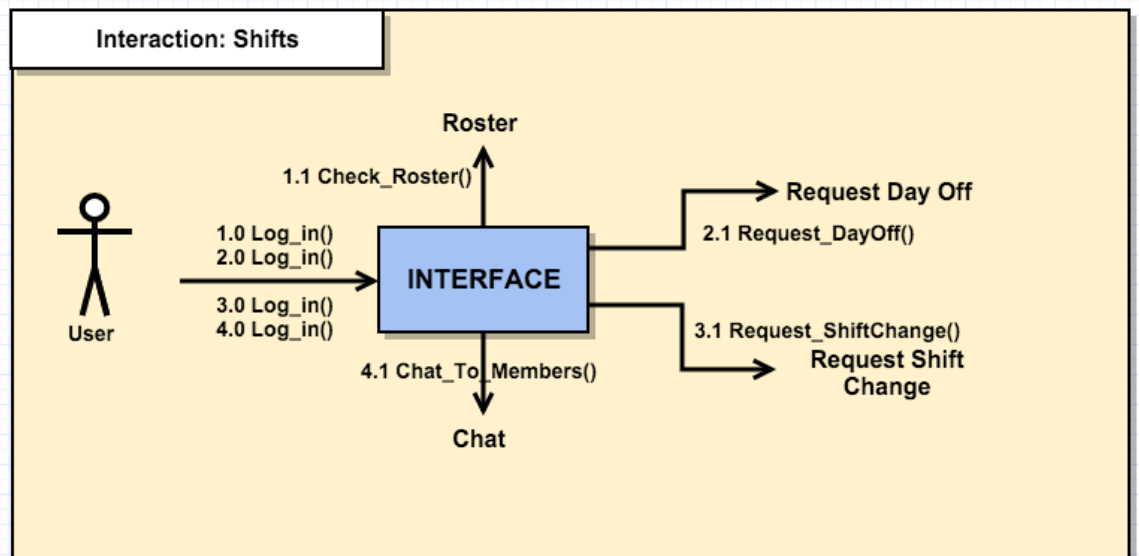 Interaction: Shifts
Roster
1.1 Check_Roster()
Request Day Off
1.0 Log_in()
2.0 Log_in()
2.1 Request_DayOff()
INTERFACE
3.0 Log_in()
4.0 Log_in()
User
3.1 Request_ShiftChange()
Request Shift
Change
4.1 Chat_To_Members()
Chat